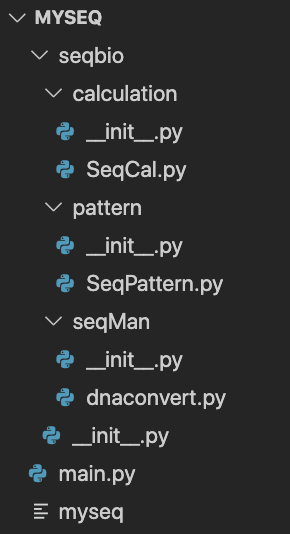 MYSEQ
seqbio
calculation
__init__.py
SeqCal.py
pattern
__init__.py
SeqPattern.py
seqMan
__init__.py
dnaconvert.py
__init__.py
main.py
myseq